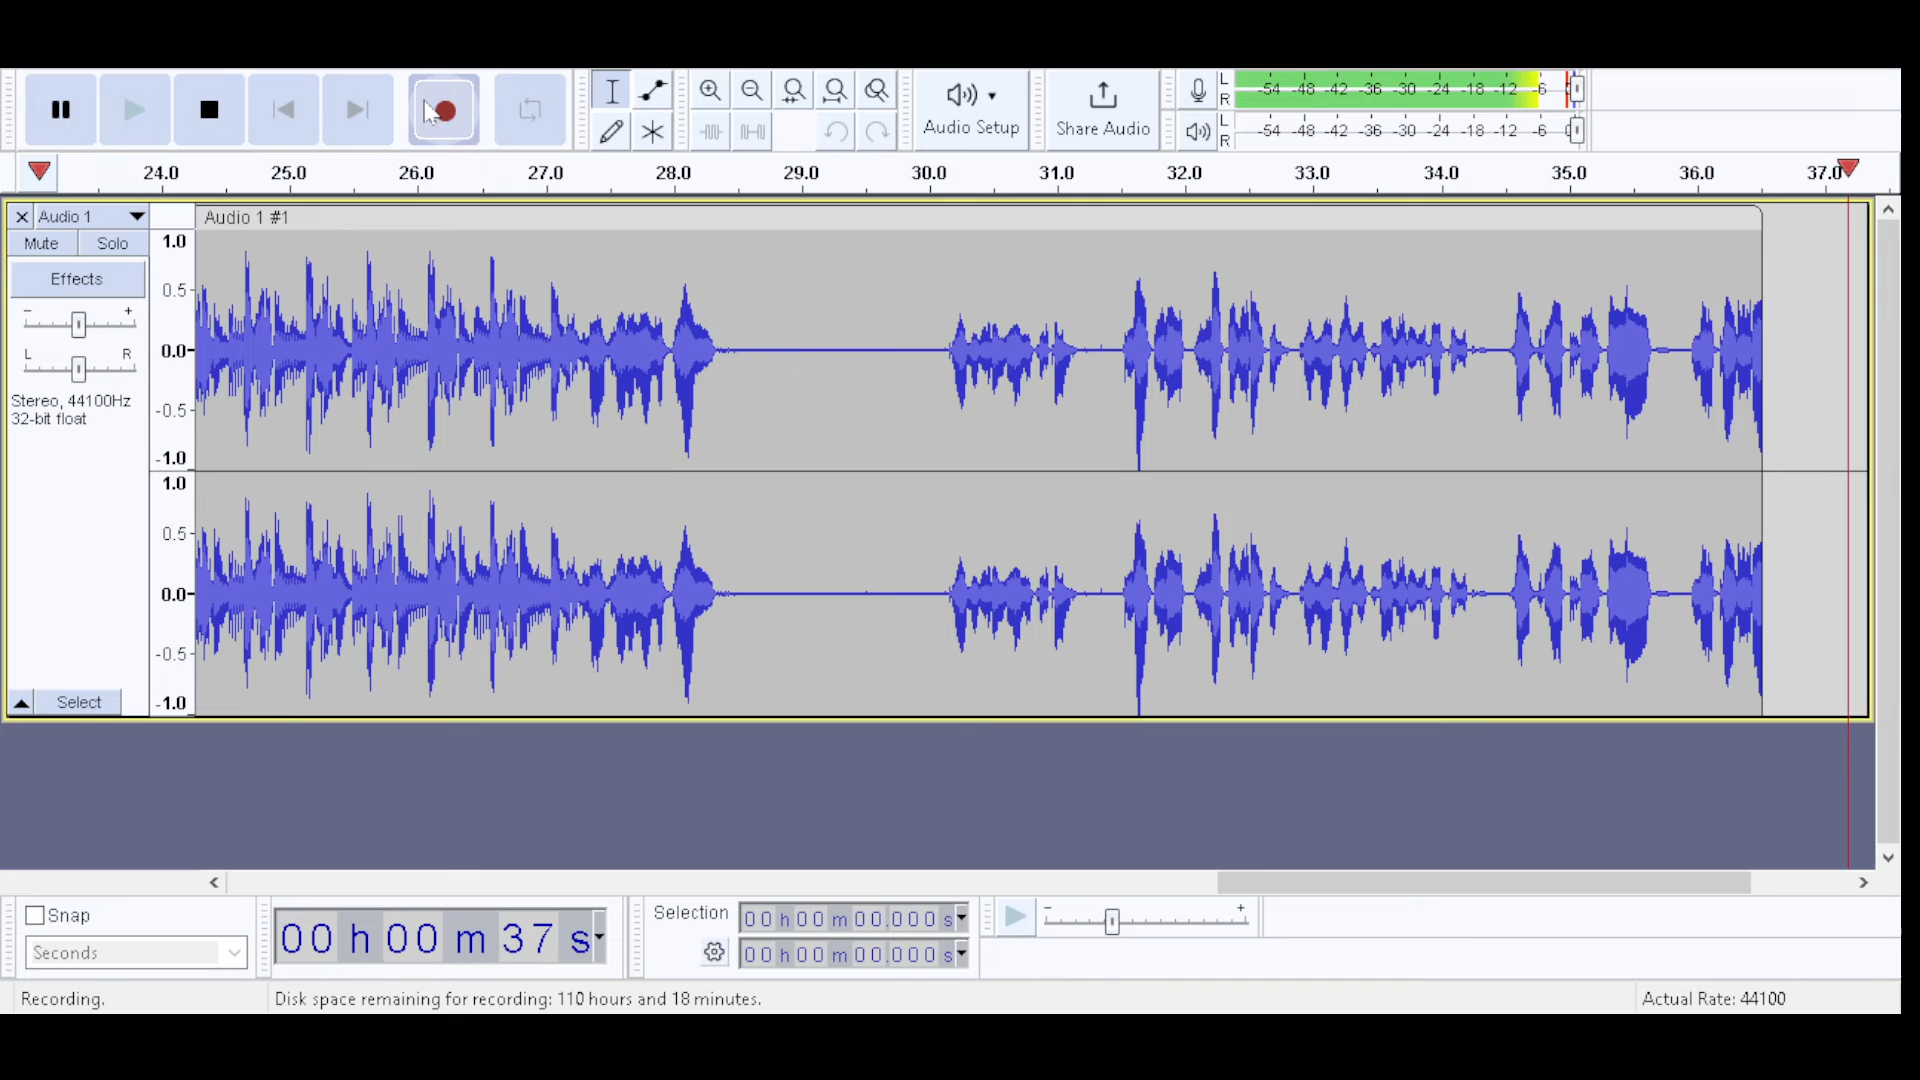 L
R
-54 -48 -42 -36 -30 -24 -18 -12 -6
Audio Setup
Share Audio
L
R
-54 -48 -42 -36 -30 -24 -18 -12 -6 0
24.0 25.0 26.0 27.0 28.0 29.0 30.0 31.0 32.0 33.0 34.0 35.0 36.0 37.0
Audio 1
Audio 1 #1
Mute Solo
Effects
- +
L R
Stereo, 44100Hz
32-bit float
Select
1.0
0.5
0.0
-0.5
-1.0
1.0
0.5
0.0
-0.5
-1.0
Snap
Seconds
00 h 00 m 37 s
Selection
00 h 00 m 00.000 s
00 h 00 m 00.000 s
- +
Recording.
Disk space remaining for recording: 110 hours and 18 minutes.
Actual Rate: 44100